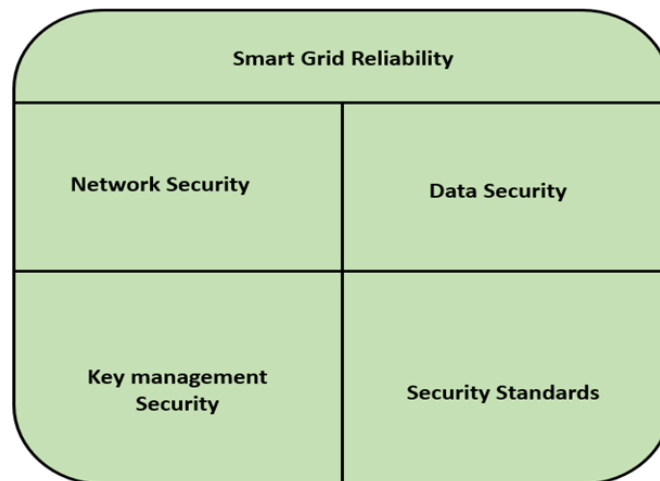 Smart Grid Reliability
Network Security
Data Security
Key management
Security
Security Standards